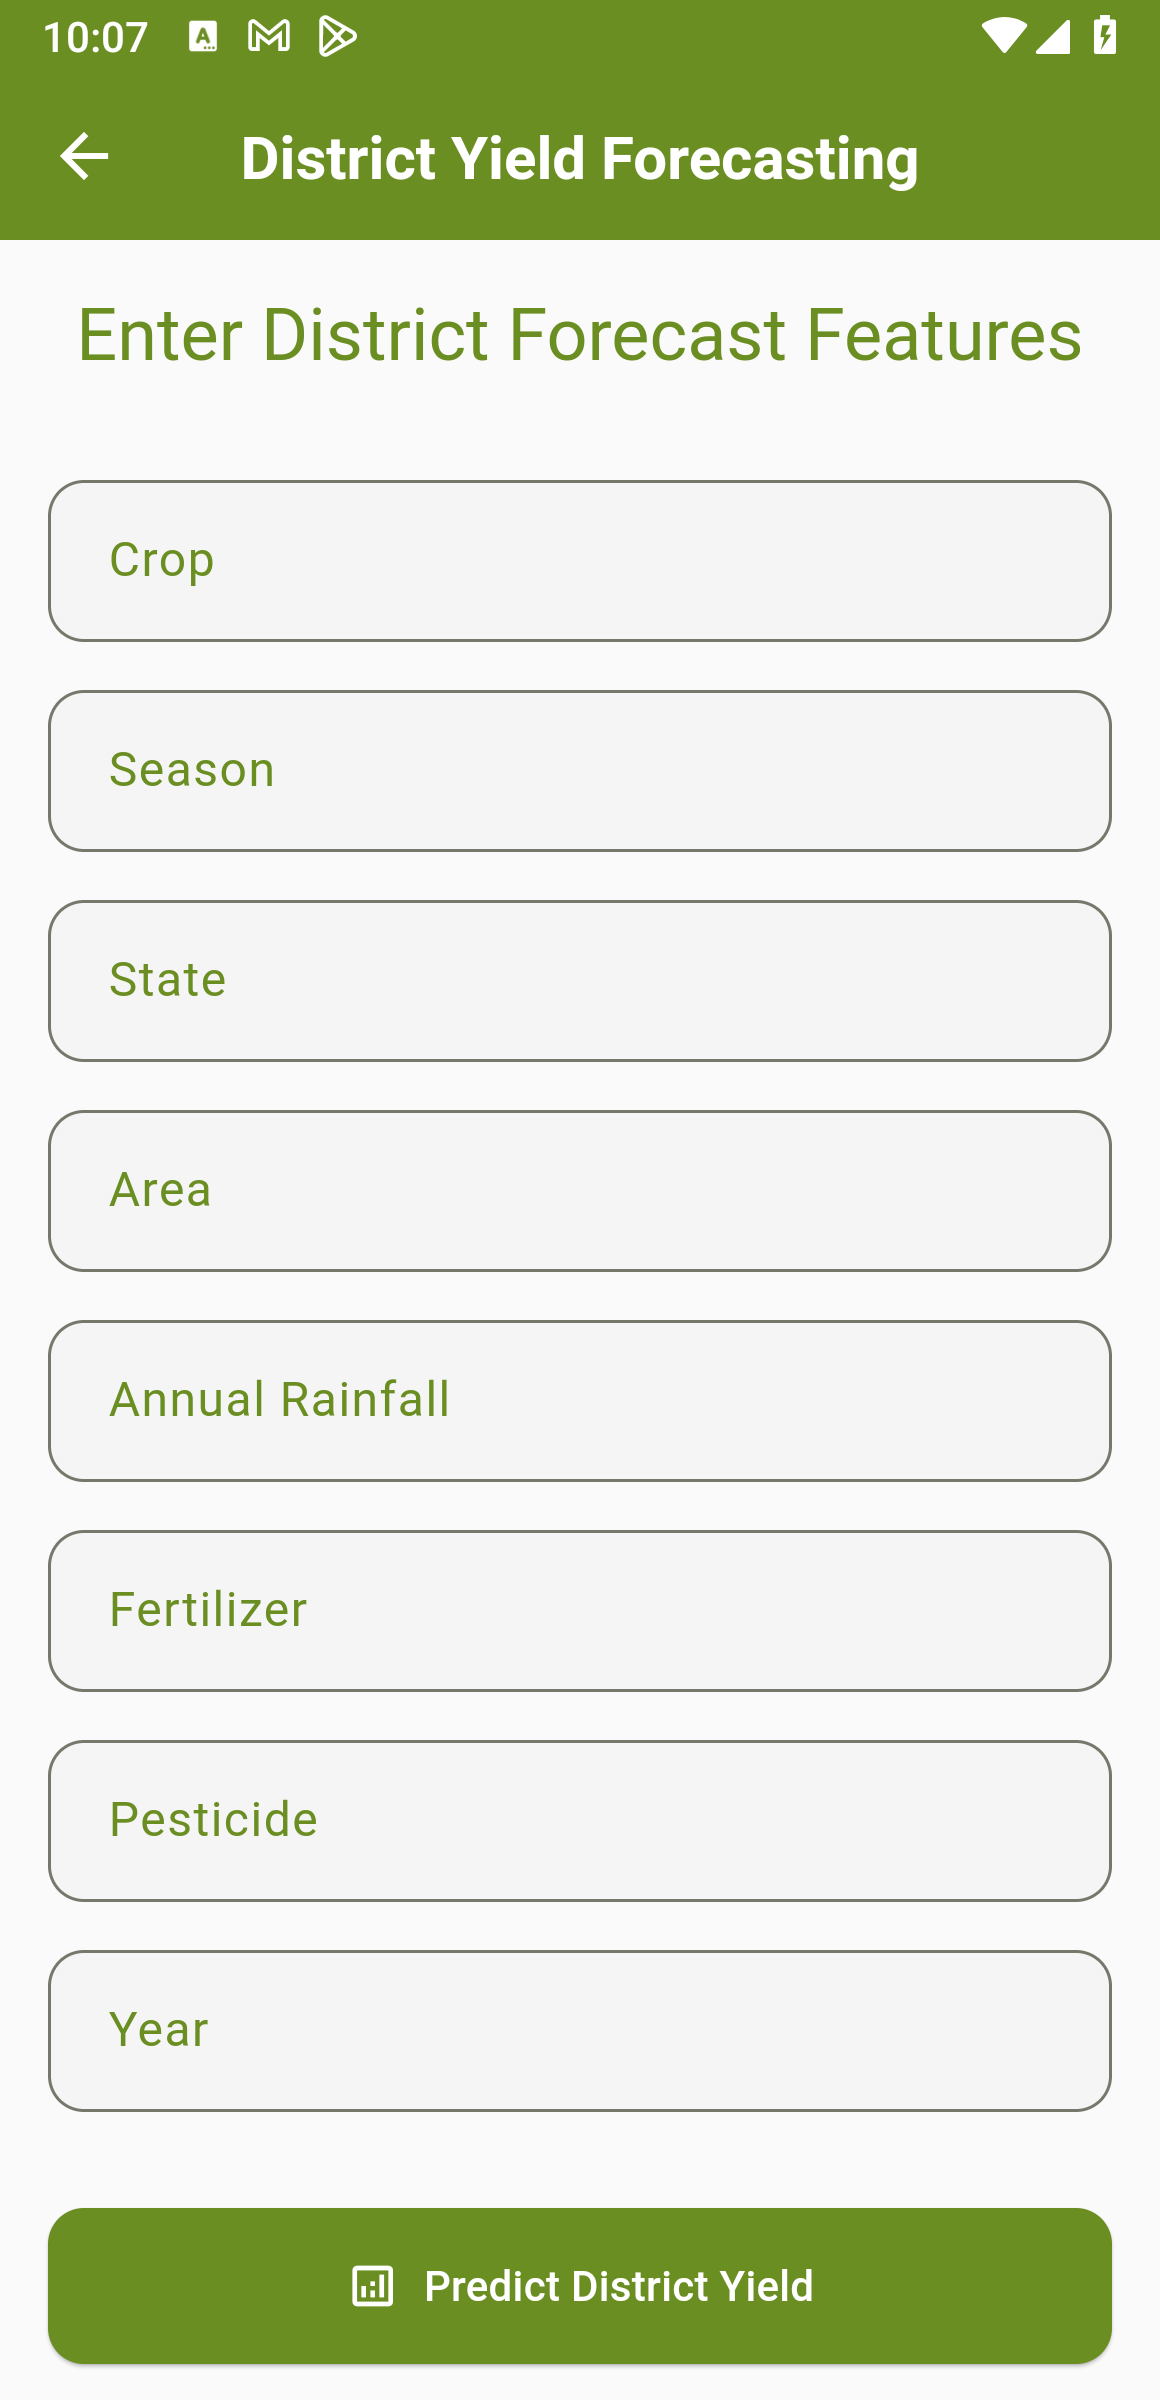 10:07
District Yield Forecasting
Enter District Forecast Features
Crop
Season
State
Area
Annual Rainfall
Fertilizer
Pesticide
Year
Predict District Yield